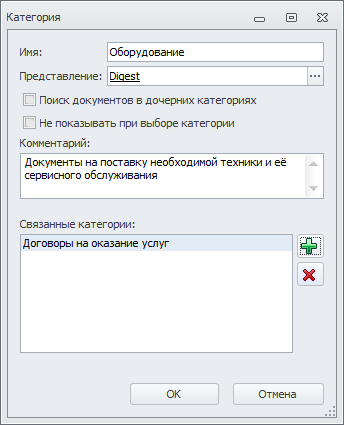 Категория
Имя: Оборудование
Представление: Digest ...
Поиск документов в дочерних категориях
Не показывать при выборе категории
Комментарий:
Документы на поставку необходимой техники и её
сервисного обслуживания
Связанные категории:
Договоры на оказание услуг
OK Отмена